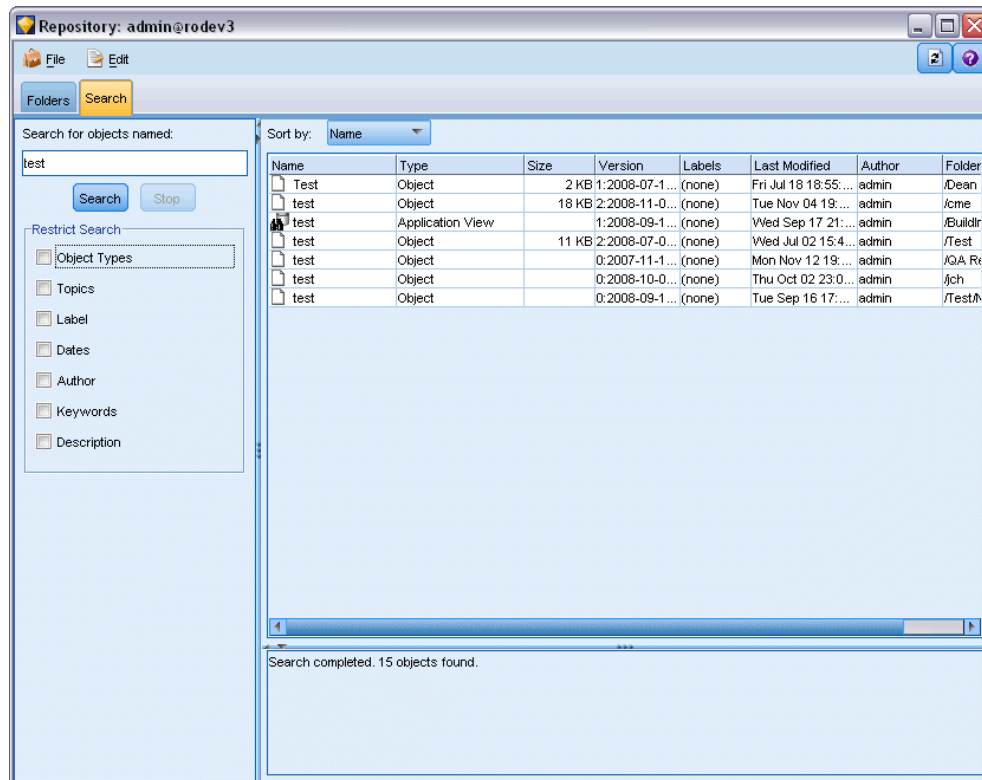 Repository: admin@rodev3
File Edit
Folders Search
Search for objects named:
test
Search Stop
Restrict Search
Object Types
Topics
Label
Dates
Author
Keywords
Description
Sort by: Name
Name Type Size Version Labels Last Modified Author Folder
Test Object 2 KB 1:2008-07-1... (none) Fri Jul 18 18:55:... admin /Dean
test Object 18 KB 2:2008-11-0... (none) Tue Nov 04 19:... admin /cme
test Application View 1:2008-09-1... (none) Wed Sep 17 21:... admin
test Object 11 KB 2:2008-07-0... (none) Wed Jul 02 15:4... admin /Test
test Object 0:2007-11-1... (none) Mon Nov 12 19:... admin /QA Re
test Object 0:2008-10-0... (none) Thu Oct 02 23:0... admin /jch
test Object 0:2008-09-1... (none) Tue Sep 16 17:... admin /Test/
Search completed. 15 objects found.